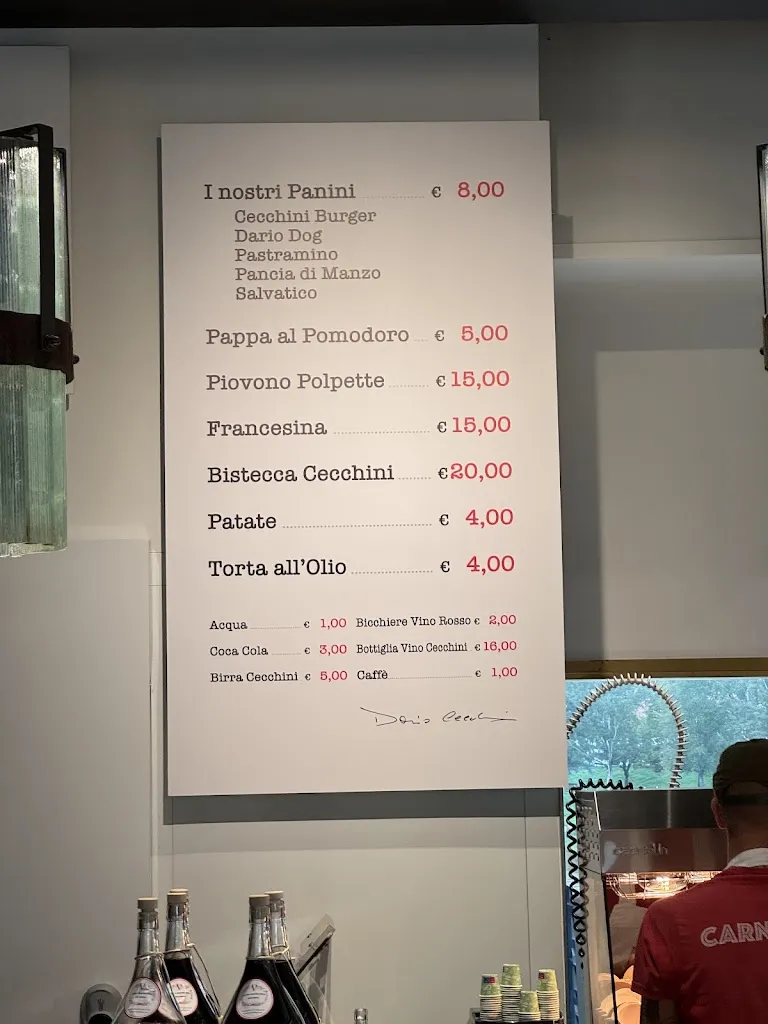 I nostri Panini € 8,00
Cecchini Burger
Dario Dog
Pastramino
Pancia di Manzo
Salvatico
Pappa al Pomodoro € 5,00
Piovono Polpette € 15,00
Francesina € 15,00
Bistecca Cecchini € 20,00
Patate € 4,00
Torta all'Olio € 4,00
Acqua € 1,00 Bicchiere Vino Rosso € 2,00
Coca Cola € 3,00 Bottiglia Vino Cecchini € 16,00
Birra Cecchini € 5,00 Caffè € 1,00
Dario Cecchini
CARN